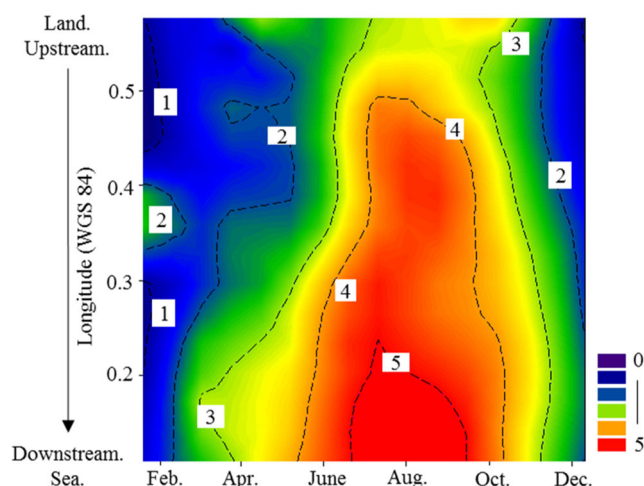 Land.
Upstream.
Longitude (WGS 84)
0.5
0.4
0.3
0.2
Downstream.
Sea.
Feb.
Apr.
June
Aug.
Oct.
Dec.
3
1
2
4
2
2
1
4
5
3
0
5